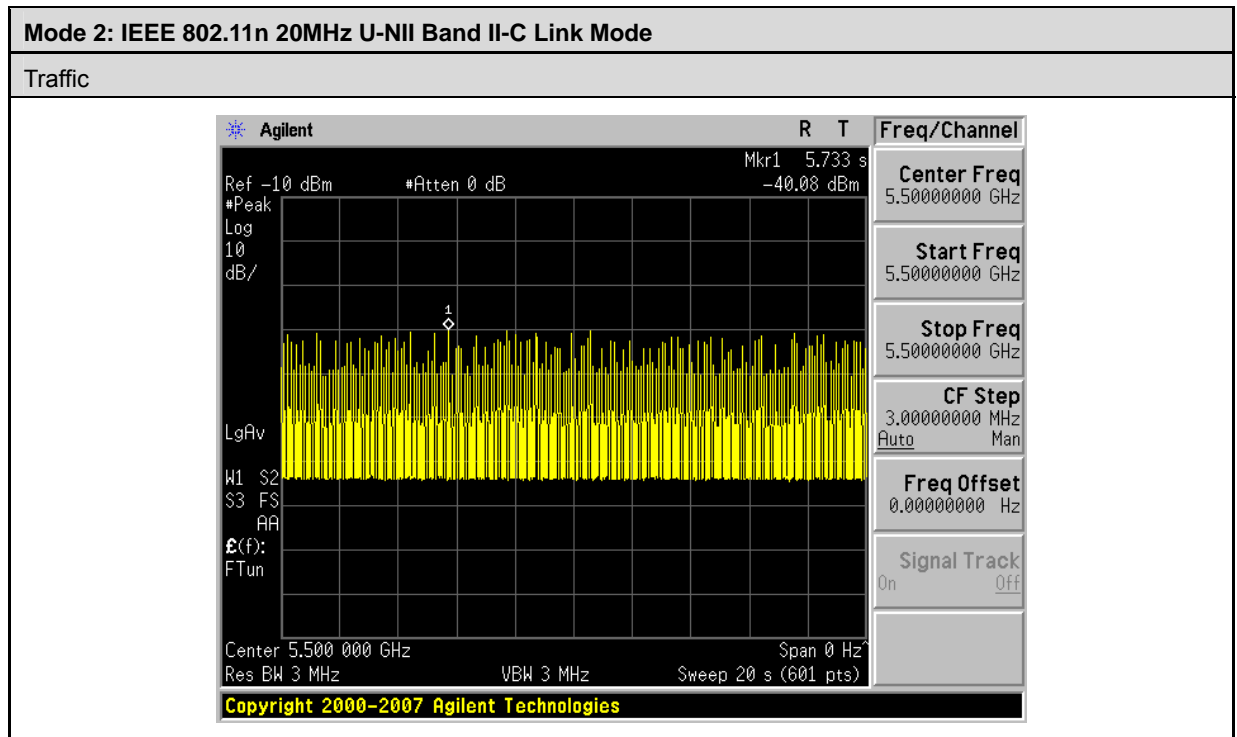 Mode 2: IEEE 802.11n 20MHz U-NII Band II-C Link Mode
Traffic
Agilent R T
Mkr1 5.733 s
Ref -10 dBm #Atten 0 dB -40.08 dBm
#Peak
Log
10
dB/
1
LgAv
W1 S2
S3 FS
AA
£(f):
FTun
Center 5.500 000 GHz Span 0 Hz^
Res BW 3 MHz VBW 3 MHz Sweep 20 s (601 pts)
Copyright 2000-2007 Agilent Technologies
Freq/Channel
Center Freq
5.50000000 GHz
Start Freq
5.50000000 GHz
Stop Freq
5.50000000 GHz
CF Step
3.00000000 MHz
Auto Man
Freq Offset
0.00000000 Hz
Signal Track
On Off